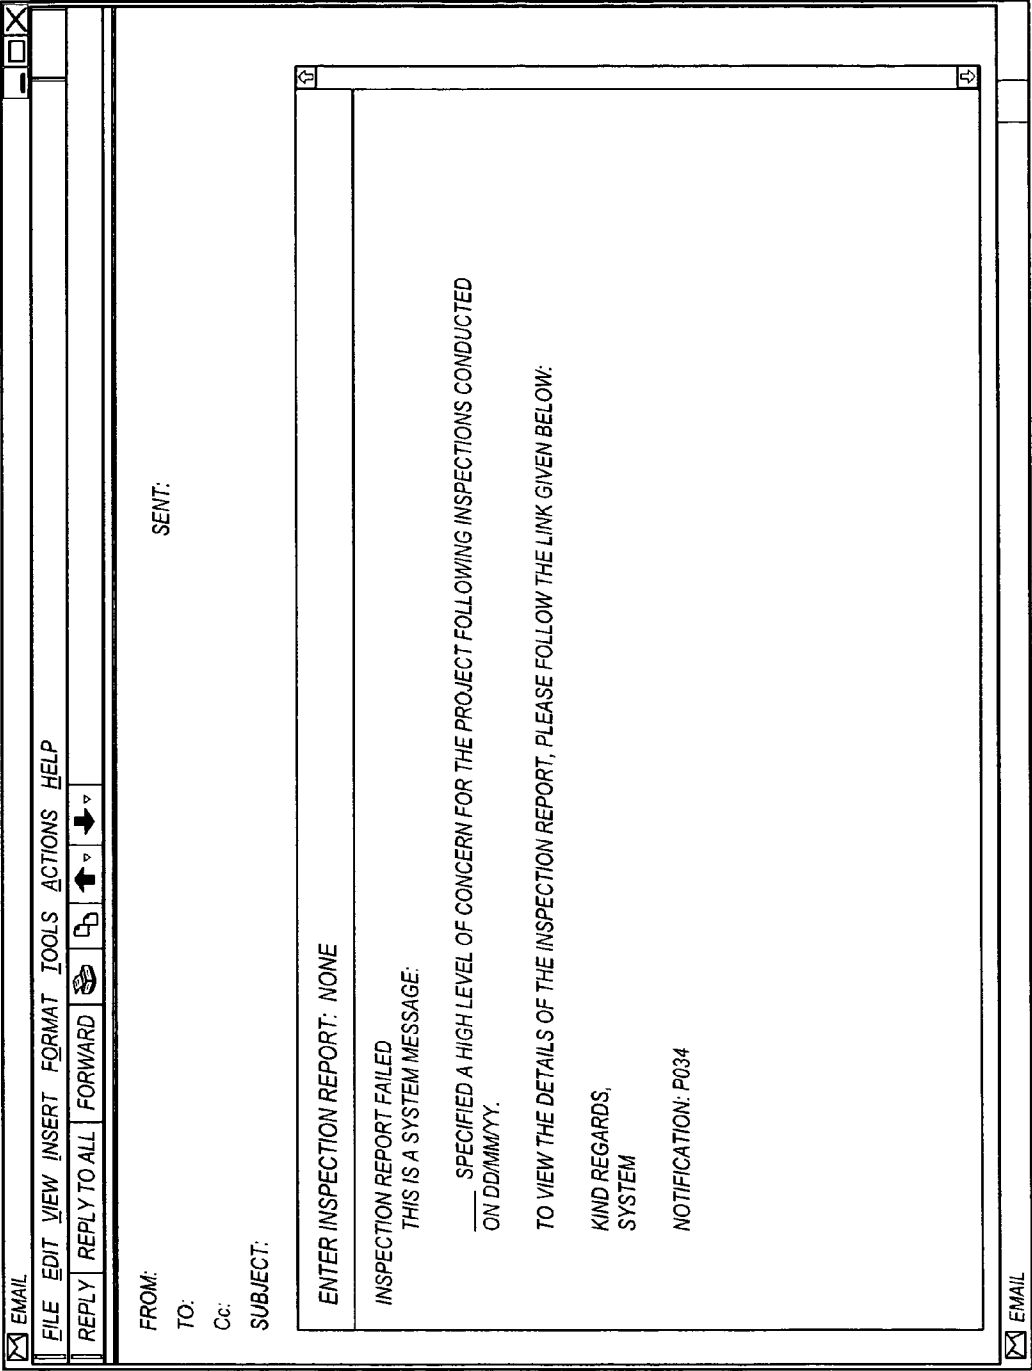 EMAIL
FILE EDIT VIEW INSERT FORMAT TOOLS ACTIONS HELP
REPLY REPLY TO ALL FORWARD
FROM:
SENT:
TO:
Cc:
SUBJECT:
ENTER INSPECTION REPORT: NONE
INSPECTION REPORT FAILED
THIS IS A SYSTEM MESSAGE:
____ SPECIFIED A HIGH LEVEL OF CONCERN FOR THE PROJECT FOLLOWING INSPECTIONS CONDUCTED
ON DD/MM/YY.
TO VIEW THE DETAILS OF THE INSPECTION REPORT, PLEASE FOLLOW THE LINK GIVEN BELOW:
KIND REGARDS,
SYSTEM
NOTIFICATION: P034
EMAIL